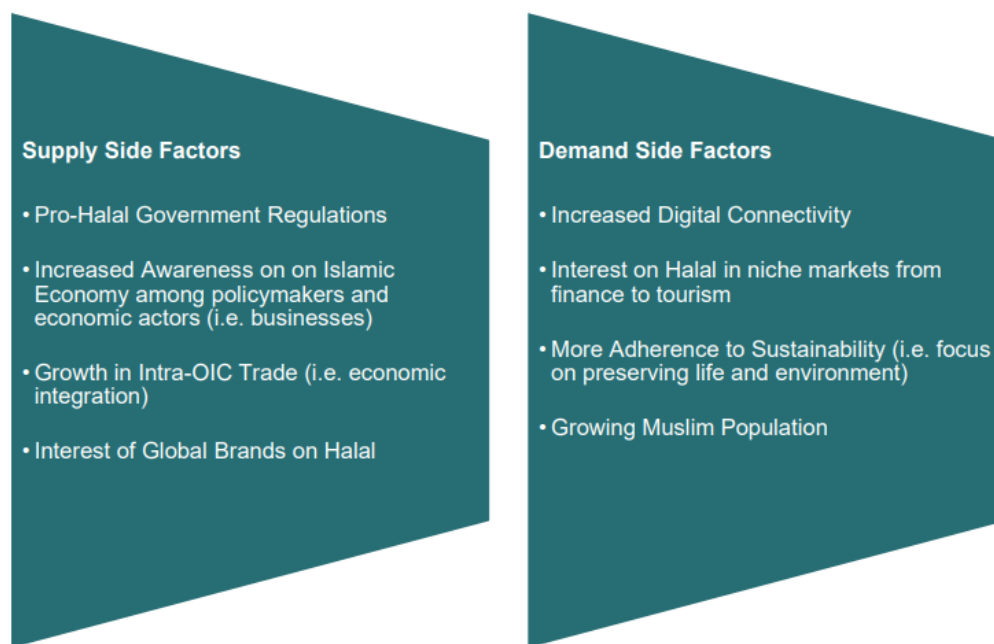 Supply Side Factors
• Pro-Halal Government Regulations
• Increased Awareness on on Islamic
Economy among policymakers and
economic actors (i.e. businesses)
• Growth in Intra-OIC Trade (i.e. economic
integration)
• Interest of Global Brands on Halal
Demand Side Factors
• Increased Digital Connectivity
• Interest on Halal in niche markets from
finance to tourism
• More Adherence to Sustainability (i.e. focus
on preserving life and environment)
• Growing Muslim Population